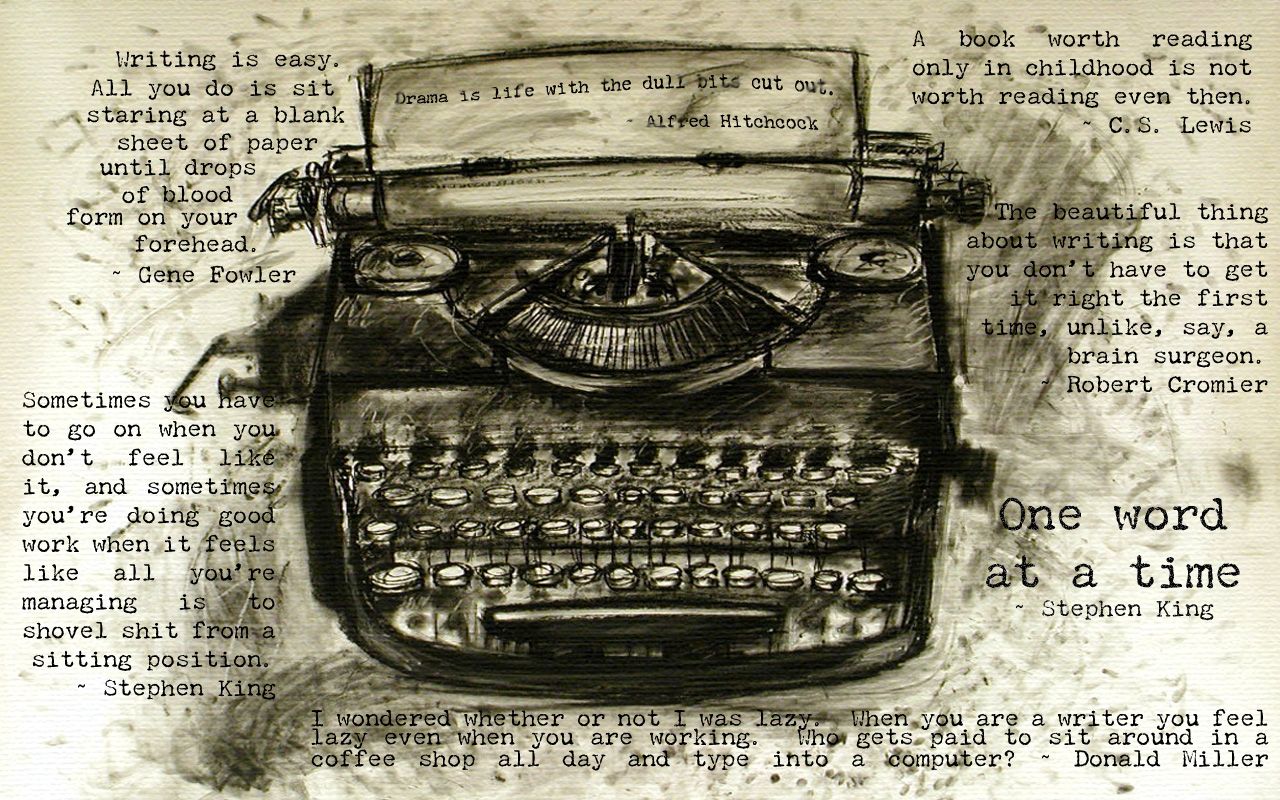 Writing is easy.
All you do is sit
staring at a blank
sheet of paper
until drops
of blood
form on your
forehead.
~ Gene Fowler
Drama is life with the dull bits cut out.
~ Alfred Hitchcock
A book worth reading
only in childhood is not
worth reading even then.
~ C.S. Lewis
The beautiful thing
about writing is that
you don't have to get
it right the first
time, unlike, say, a
brain surgeon.
~ Robert Cromier
Sometimes you have
to go on when you
don't feel like
it, and sometimes
you're doing good
work when it feels
like all you're
managing is to
shovel shit from a
sitting position.
~ Stephen King
One word
at a time
~ Stephen King
I wondered whether or not I was lazy. When you are a writer you feel
lazy even when you are working. Who gets paid to sit around in a
coffee shop all day and type into a computer? ~ Donald Miller